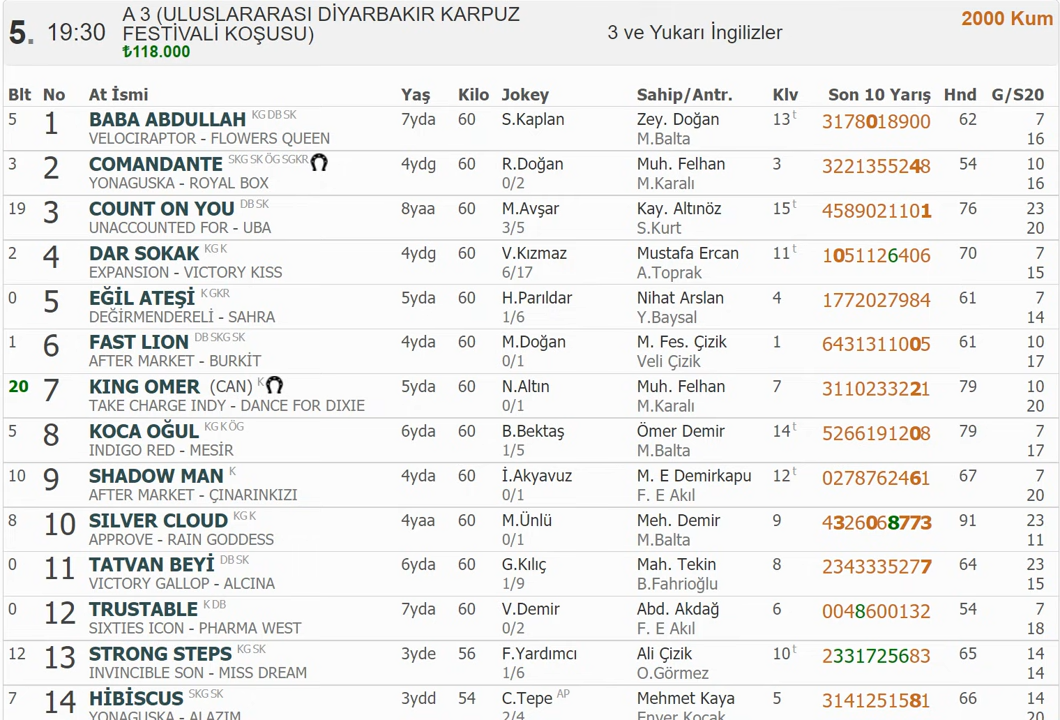 5. 19:30 A 3 (ULUSLARARASI DİYARBAKIR KARPUZ FESTİVALİ KOŞUSU) ₺118.000 3 ve Yukarı İngilizler 2000 Kum
Blt No At İsmi Yaş Kilo Jokey Sahip/Antr. Klv Son 10 Yarış Hnd G/S20
5 1 BABA ABDULLAH KG DB SK 7yda 60 S.Kaplan Zey. Doğan 13t 3178018900 62 7
VELOCIRAPTOR - FLOWERS QUEEN M.Balta 16
3 2 COMANDANTE SKG SK ÖG SGKR 4ydg 60 R.Doğan Muh. Felhan 3 3221355248 54 10
YONAGUSKA - ROYAL BOX 0/2 M.Karalı 16
19 3 COUNT ON YOU DB SK 8yaa 60 M.Avşar Kay. Altınöz 15t 4589021101 76 23
UNACCOUNTED FOR - UBA 3/5 S.Kurt 20
2 4 DAR SOKAK KG K 4ydg 60 V.Kızmaz Mustafa Ercan 11t 1051126406 70 7
EXPANSION - VICTORY KISS 6/17 A.Toprak 15
0 5 EĞİL ATEŞİ K GKR 5yda 60 H.Parıldar Nihat Arslan 4 1772027984 61 7
DEĞİRMENDERELİ - SAHRA 1/6 Y.Baysal 14
1 6 FAST LION DB SKG SK 4yda 60 M.Doğan M. Fes. Çizik 1 6431311005 61 10
AFTER MARKET - BURKİT 0/1 Veli Çizik 17
20 7 KING OMER (CAN) K 5yda 60 N.Altın Muh. Felhan 7 3110233221 79 10
TAKE CHARGE INDY - DANCE FOR DIXIE 0/1 M.Karalı 20
5 8 KOCA OĞUL KG K ÖG 6yda 60 B.Bektaş Ömer Demir 14t 5266191208 79 7
INDIGO RED - MESİR 1/5 M.Balta 17
10 9 SHADOW MAN K 4yda 60 İ.Akyavuz M. E Demirkapu 12t 0278762461 67 7
AFTER MARKET - ÇINARINKIZI 0/1 F. E Akıl 20
8 10 SILVER CLOUD KG K 4yaa 60 M.Ünlü Meh. Demir 9 4326068773 91 23
APPROVE - RAIN GODDESS 0/1 M.Balta 11
0 11 TATVAN BEYİ DB SK 6yda 60 G.Kılıç Mah. Tekin 8 2343335277 64 23
VICTORY GALLOP - ALCINA 1/9 B.Fahrioğlu 15
0 12 TRUSTABLE K DB 7yda 60 V.Demir Abd. Akdağ 6 0048600132 54 7
SIXTIES ICON - PHARMA WEST 0/2 F. E Akıl 18
12 13 STRONG STEPS KG SK 3yde 56 F.Yardımcı Ali Çizik 10t 2331725683 65 14
INVINCIBLE SON - MISS DREAM 1/6 O.Görmez 14
7 14 HİBİSCUS SKG SK 3ydd 54 C.Tepe AP Mehmet Kaya 5 3141251581 66 14
YONAGUSKA - ALAZIM 2/4 Enver Koçak 20